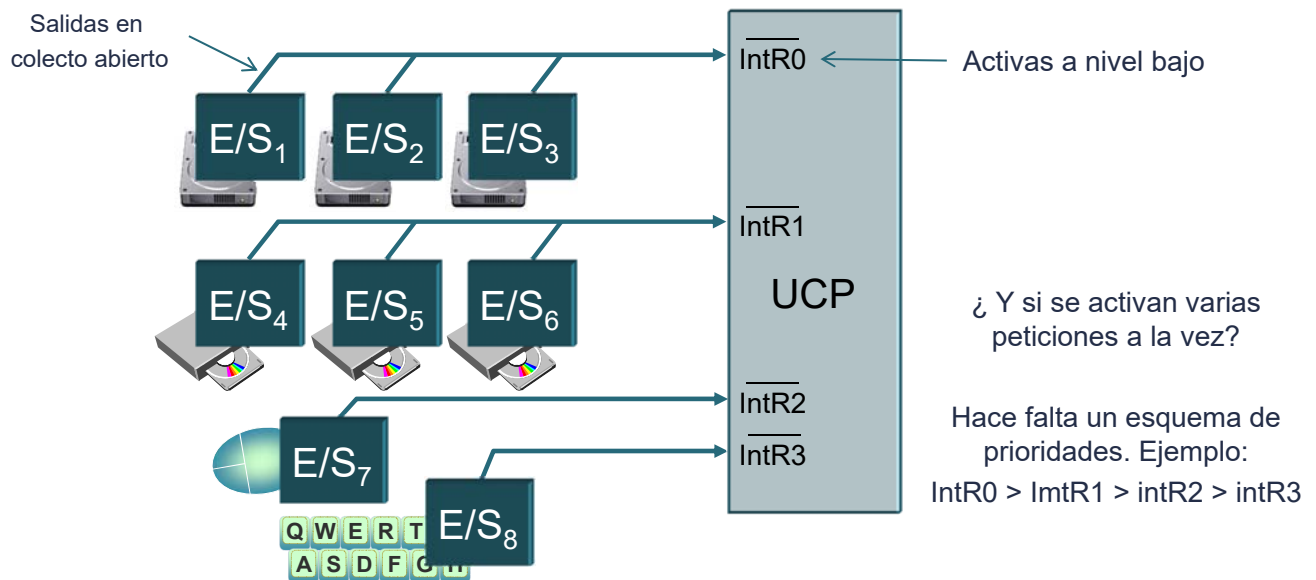 Salidas en
colecto abierto
IntR0
Activas a nivel bajo
E/S1
E/S2
E/S3
IntR1
UCP
E/S4
E/S5
E/S6
¿ Y si se activan varias
peticiones a la vez?
IntR2
IntR3
E/S7
E/S8
Hace falta un esquema de
prioridades. Ejemplo:
IntR0 > ImtR1 > intR2 > intR3
Q W E R T
A S D F G H